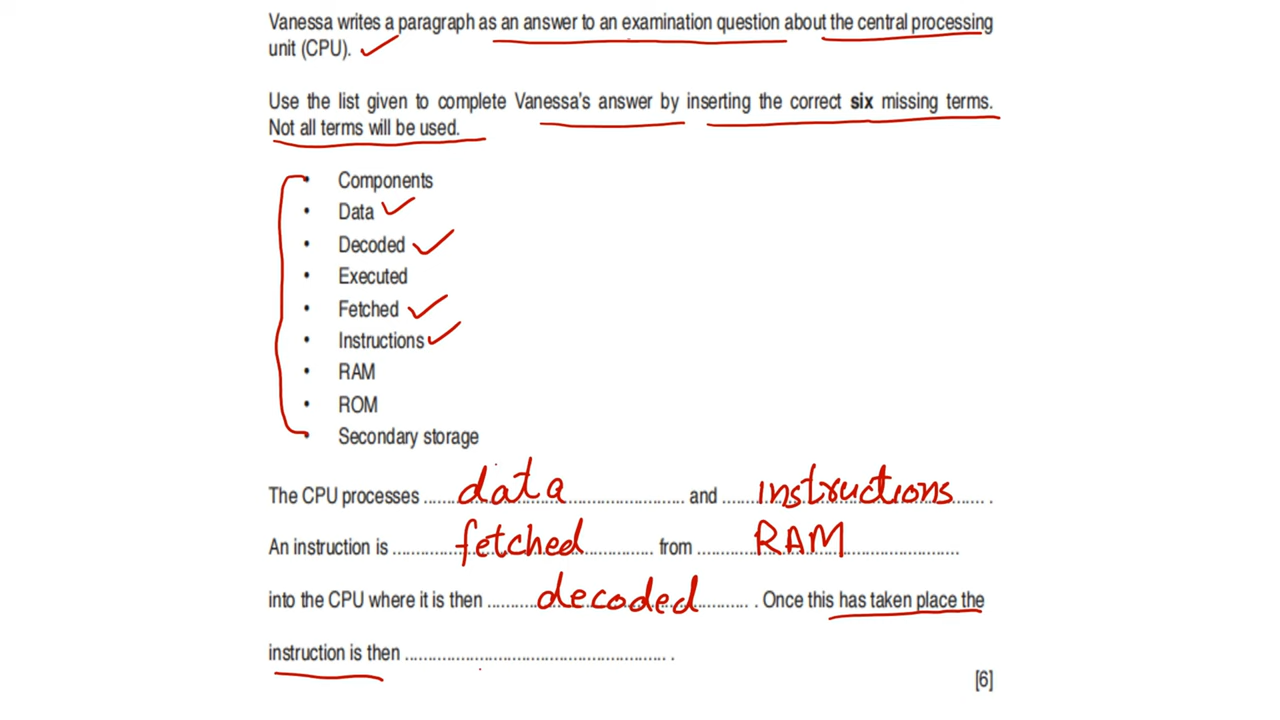 Vanessa writes a paragraph as an answer to an examination question about the central processing
unit (CPU).
Use the list given to complete Vanessa's answer by inserting the correct six missing terms.
Not all terms will be used.
• Components
• Data
• Decoded
• Executed
• Fetched
• Instructions
• RAM
• ROM
• Secondary storage
The CPU processes ..... data ..... and ..... instructions ..... .
An instruction is ..... fetched ..... from ..... RAM .....
into the CPU where it is then ..... decoded ..... . Once this has taken place the
instruction is then ..... .
[6]